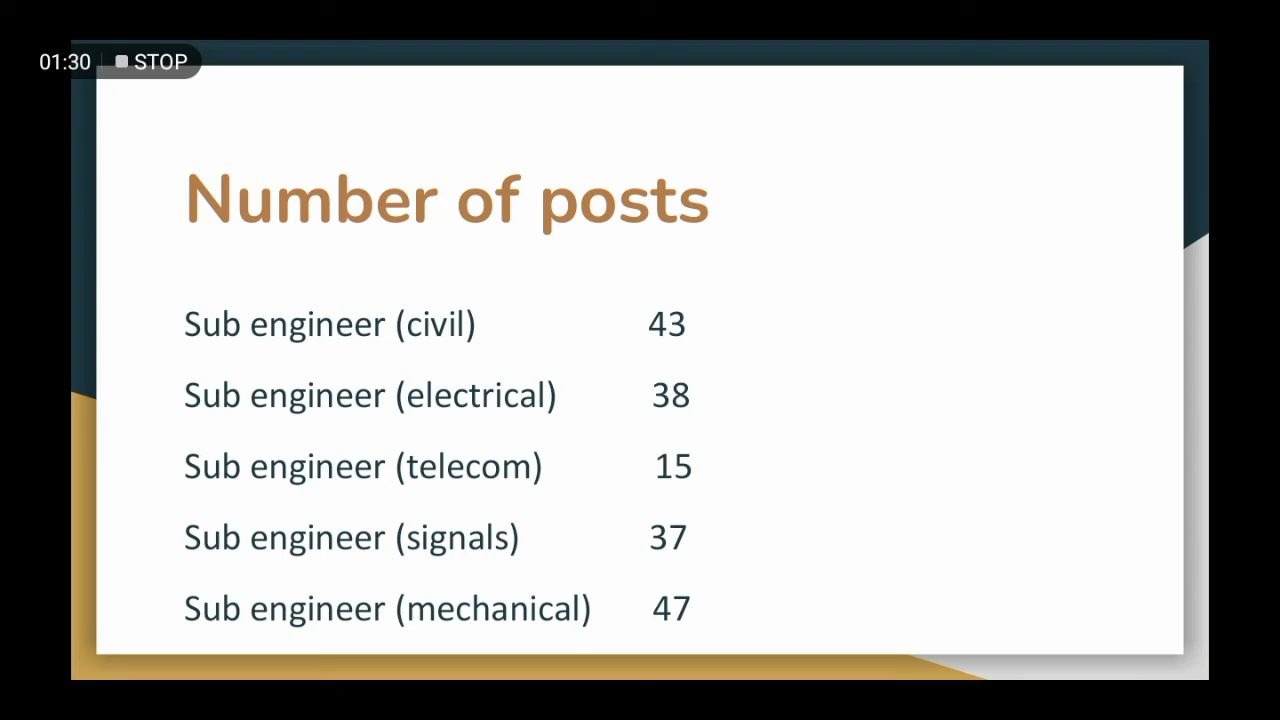 01:30 STOP
Number of posts
Sub engineer (civil) 43
Sub engineer (electrical) 38
Sub engineer (telecom) 15
Sub engineer (signals) 37
Sub engineer (mechanical) 47